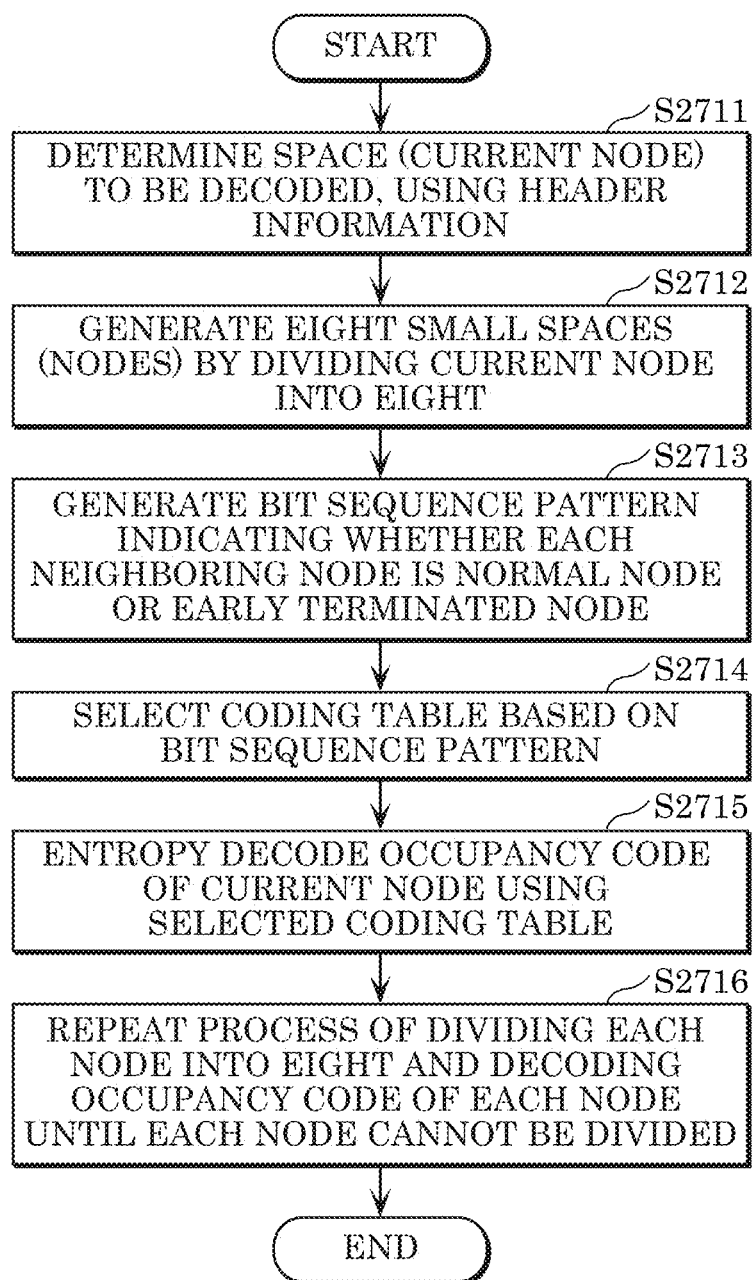 START
S2711
DETERMINE SPACE (CURRENT NODE)
TO BE DECODED, USING HEADER
INFORMATION
S2712
GENERATE EIGHT SMALL SPACES
(NODES) BY DIVIDING CURRENT NODE
INTO EIGHT
S2713
GENERATE BIT SEQUENCE PATTERN
INDICATING WHETHER EACH
NEIGHBORING NODE IS NORMAL NODE
OR EARLY TERMINATED NODE
S2714
SELECT CODING TABLE BASED ON
BIT SEQUENCE PATTERN
S2715
ENTROPY DECODE OCCUPANCY CODE
OF CURRENT NODE USING
SELECTED CODING TABLE
S2716
REPEAT PROCESS OF DIVIDING EACH
NODE INTO EIGHT AND DECODING
OCCUPANCY CODE OF EACH NODE
UNTIL EACH NODE CANNOT BE DIVIDED
END